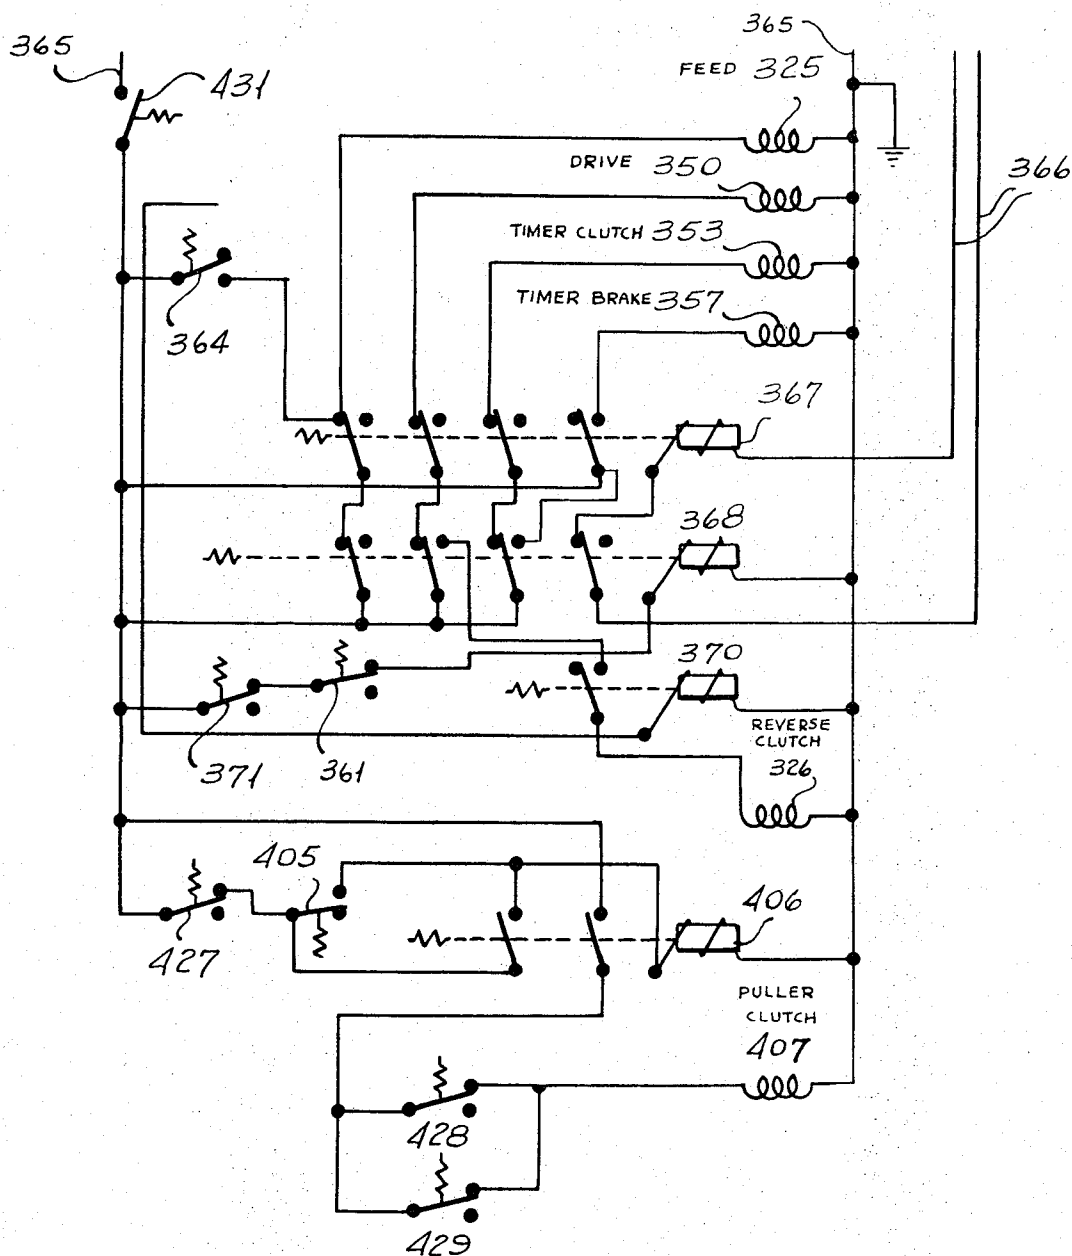 365
365
431
FEED 325
DRIVE 350
366
TIMER CLUTCH 353
TIMER BRAKE 357
364
367
368
370
REVERSE
CLUTCH
326
371
361
405
406
427
PULLER
CLUTCH
407
428
429